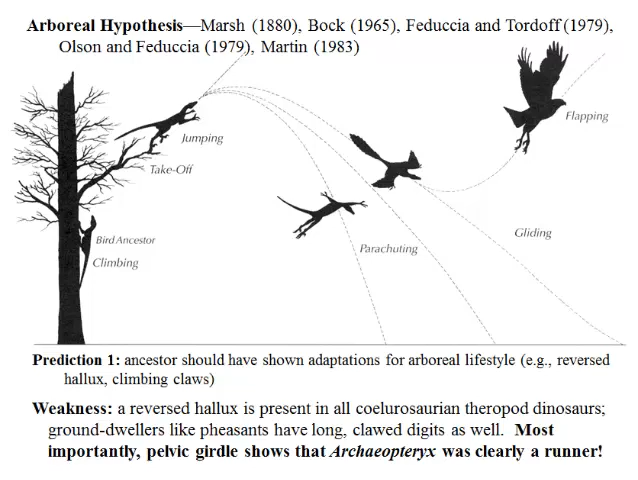 Arboreal Hypothesis—Marsh (1880), Bock (1965), Feduccia and Tordoff (1979),
Olson and Feduccia (1979), Martin (1983)
Jumping
Flapping
Take-Off
Bird Ancestor
Climbing
Parachuting
Gliding
Prediction 1: ancestor should have shown adaptations for arboreal lifestyle (e.g., reversed
hallux, climbing claws)
Weakness: a reversed hallux is present in all coelurosaurian theropod dinosaurs;
ground-dwellers like pheasants have long, clawed digits as well. Most
importantly, pelvic girdle shows that Archaeopteryx was clearly a runner!